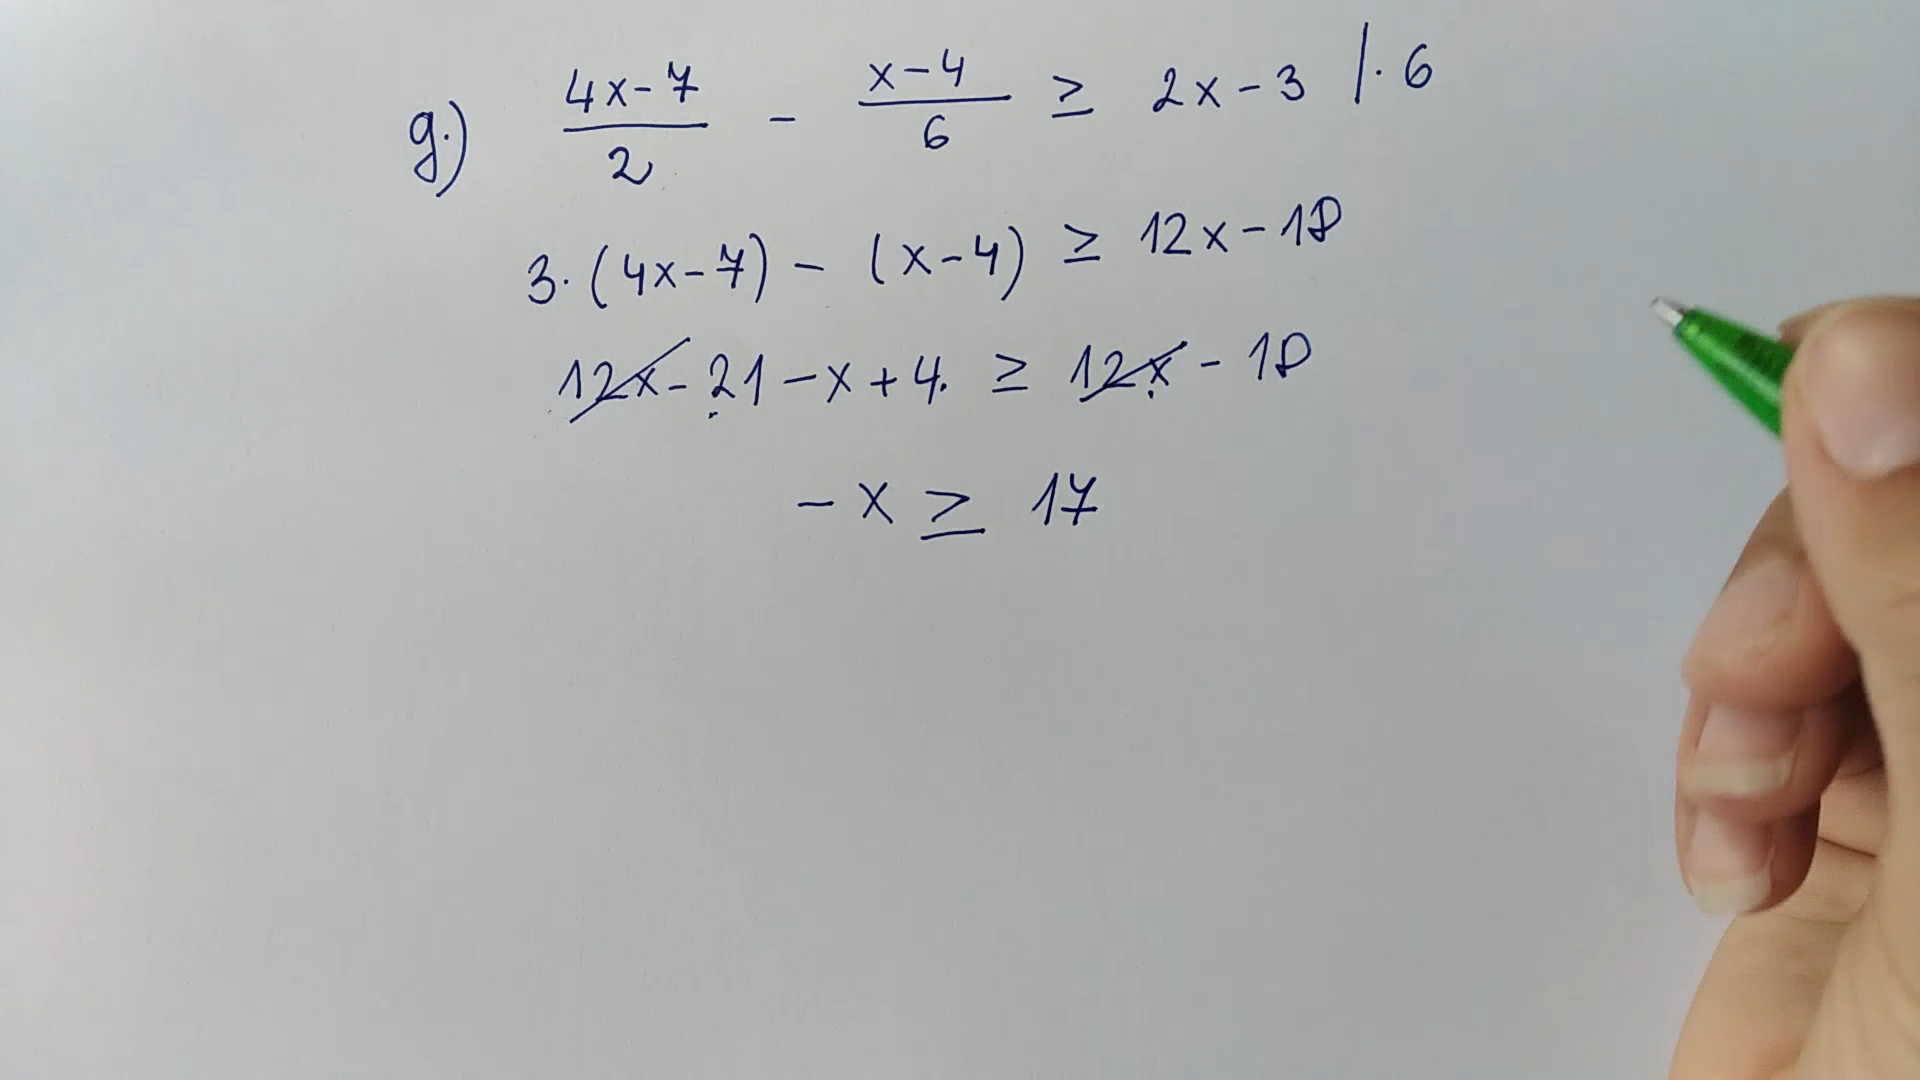 g.) (4x-7)/2 - (x-4)/6 ≥ 2x-3 /·6
3·(4x-7) - (x-4) ≥ 12x-18
12x-21-x+4. ≥ 12x-18
-x ≥ 17